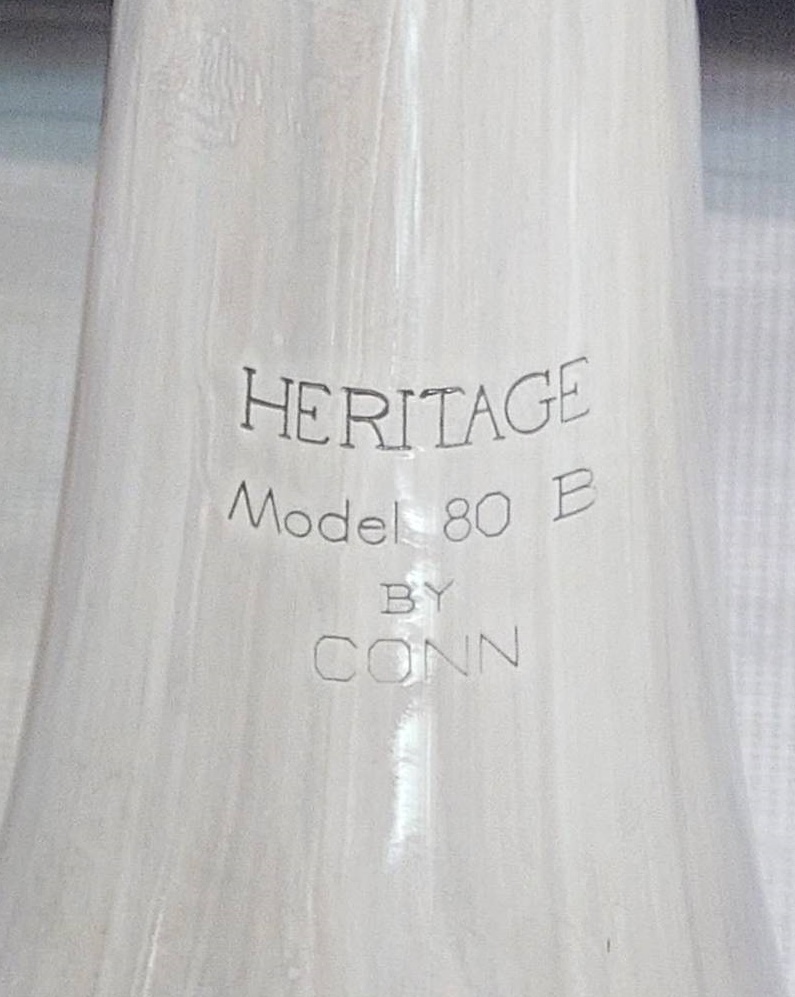 HERITAGE
Model 80 B
BY
CONN